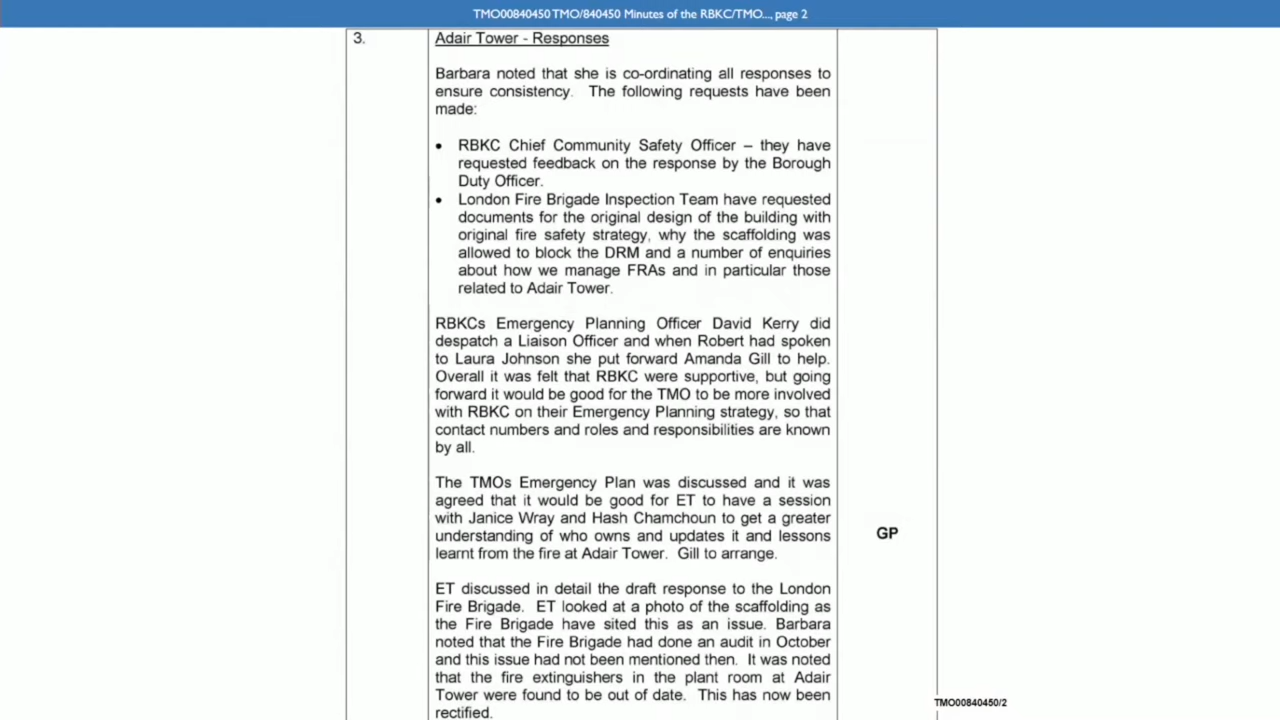 TMO00840450 TMO/840450 Minutes of the RBKC/TMO..., page 2
3.
Adair Tower - Responses
Barbara noted that she is co-ordinating all responses to
ensure consistency. The following requests have been
made:
• RBKC Chief Community Safety Officer – they have
requested feedback on the response by the Borough
Duty Officer.
• London Fire Brigade Inspection Team have requested
documents for the original design of the building with
original fire safety strategy, why the scaffolding was
allowed to block the DRM and a number of enquiries
about how we manage FRAs and in particular those
related to Adair Tower.
RBKCs Emergency Planning Officer David Kerry did
despatch a Liaison Officer and when Robert had spoken
to Laura Johnson she put forward Amanda Gill to help.
Overall it was felt that RBKC were supportive, but going
forward it would be good for the TMO to be more involved
with RBKC on their Emergency Planning strategy, so that
contact numbers and roles and responsibilities are known
by all.
The TMOs Emergency Plan was discussed and it was
agreed that it would be good for ET to have a session
with Janice Wray and Hash Chamchoun to get a greater
understanding of who owns and updates it and lessons
learnt from the fire at Adair Tower. Gill to arrange.
GP
ET discussed in detail the draft response to the London
Fire Brigade. ET looked at a photo of the scaffolding as
the Fire Brigade have sited this as an issue. Barbara
noted that the Fire Brigade had done an audit in October
and this issue had not been mentioned then. It was noted
that the fire extinguishers in the plant room at Adair
Tower were found to be out of date. This has now been
rectified.
TMO00840450/2